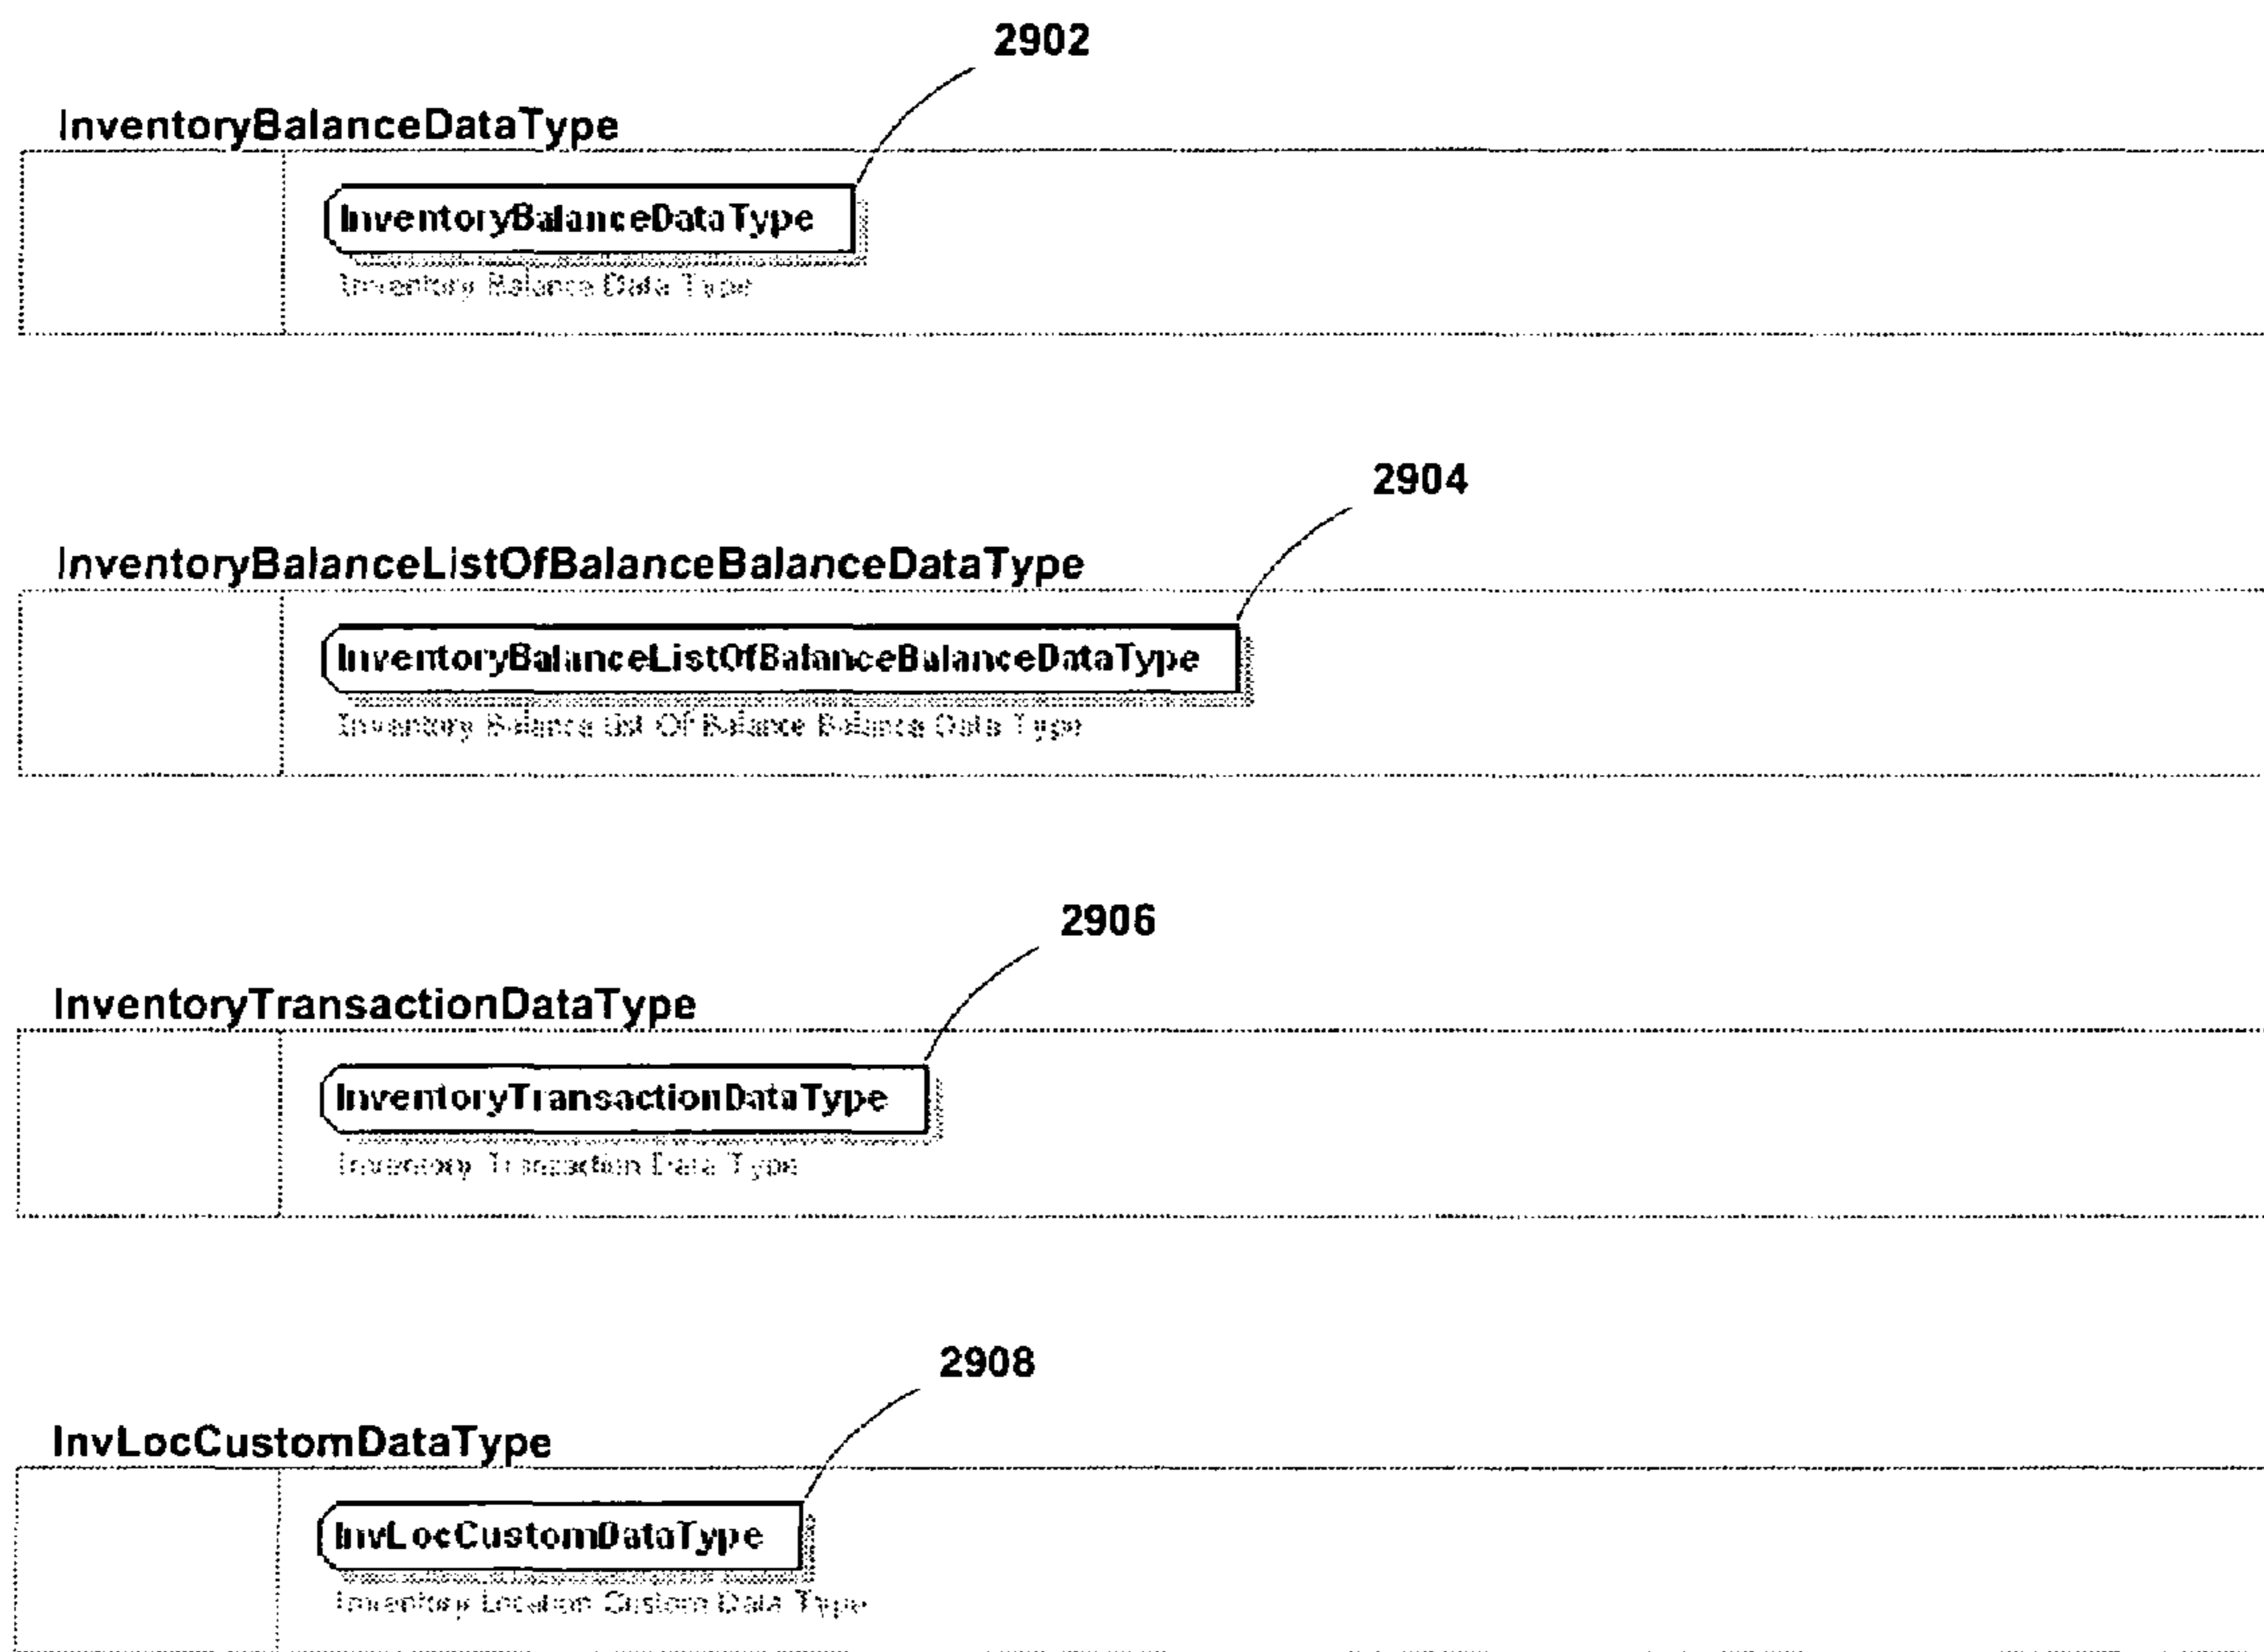 2902
InventoryBalanceDataType
InventoryBalanceDataType
Inventory Balance Data Type
2904
InventoryBalanceListOfBalanceBalanceDataType
InventoryBalanceListOfBalanceBalanceDataType
Inventory Balance List Of Balance Balance Data Type
2906
InventoryTransactionDataType
InventoryTransactionDataType
Inventory Transaction Data Type
2908
InvLocCustomDataType
InvLocCustomDataType
Inventory Location Custom Data Type